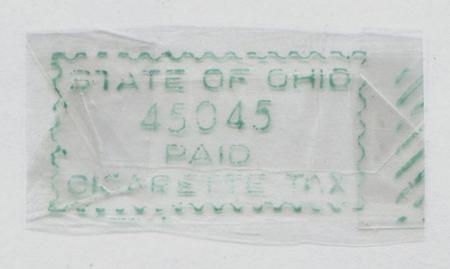 STATE OF OHIO
45045
PAID
CIGARETTE TAX